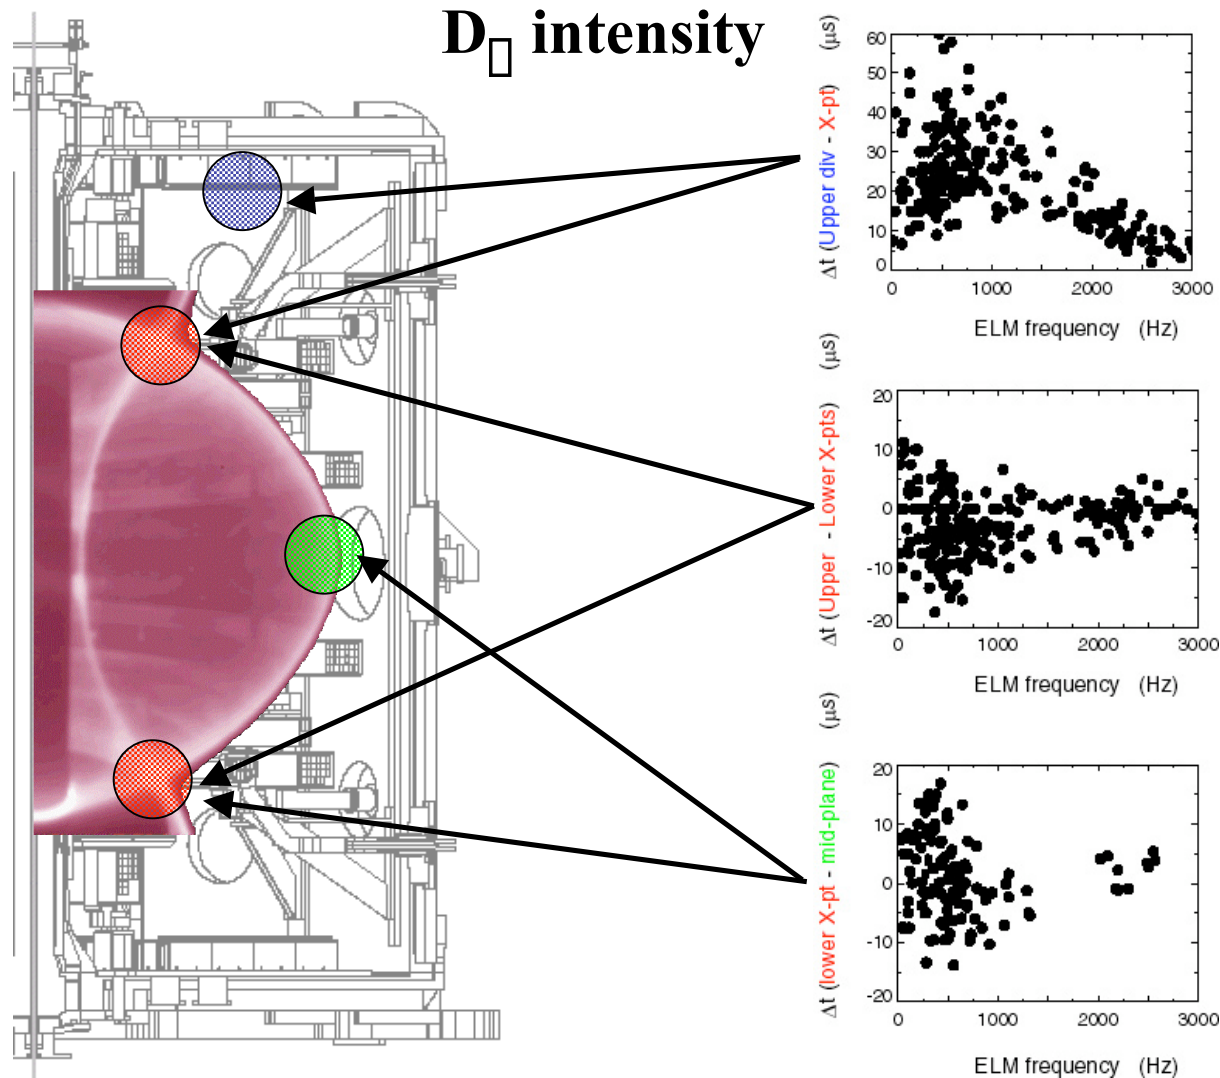 D▯ intensity
Δt (Upper div - X-pt) (μs)
60
50
40
30
20
10
0
0 1000 2000 3000
ELM frequency (Hz)
Δt (Upper - Lower X-pts) (μs)
20
10
0
-10
-20
0 1000 2000 3000
ELM frequency (Hz)
Δt (lower X-pt - mid-plane) (μs)
20
10
0
-10
-20
0 1000 2000 3000
ELM frequency (Hz)